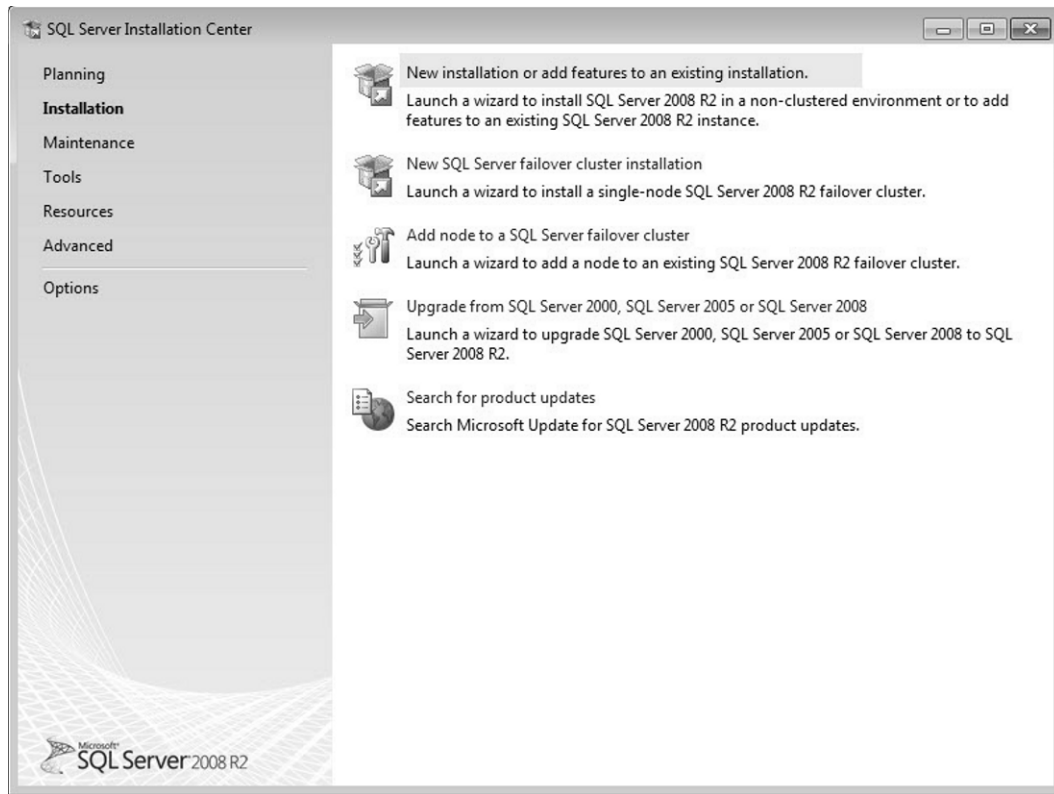 SQL Server Installation Center
Planning
Installation
Maintenance
Tools
Resources
Advanced
Options
New installation or add features to an existing installation.
Launch a wizard to install SQL Server 2008 R2 in a non-clustered environment or to add
features to an existing SQL Server 2008 R2 instance.
New SQL Server failover cluster installation
Launch a wizard to install a single-node SQL Server 2008 R2 failover cluster.
Add node to a SQL Server failover cluster
Launch a wizard to add a node to an existing SQL Server 2008 R2 failover cluster.
Upgrade from SQL Server 2000, SQL Server 2005 or SQL Server 2008
Launch a wizard to upgrade SQL Server 2000, SQL Server 2005 or SQL Server 2008 to SQL
Server 2008 R2.
Search for product updates
Search Microsoft Update for SQL Server 2008 R2 product updates.
Microsoft®
SQL Server® 2008 R2